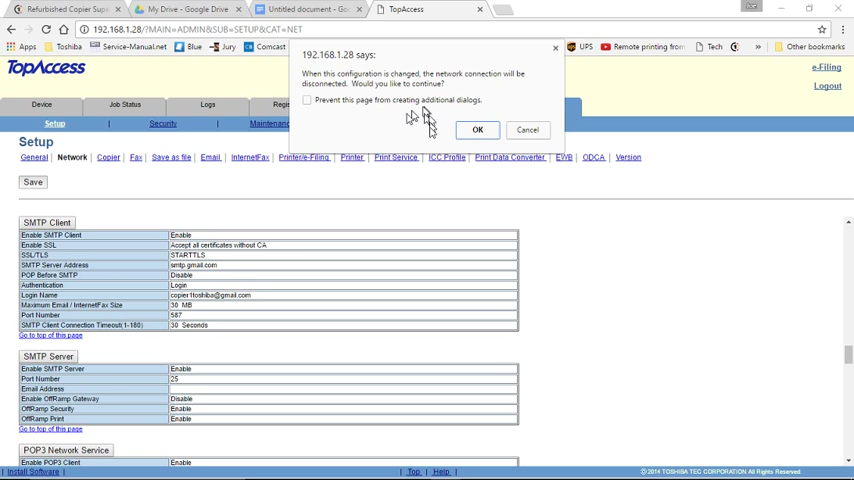 Refurbished Copier Supe
My Drive - Google Drive
Untitled document - Goo
TopAccess
192.168.1.28/?MAIN=ADMIN&SUB=SETUP&CAT=NET
Apps
Toshiba
Service-Manual.net
Blue
Jury
Comcast
UPS
Remote printing from
Tech
Other bookmarks
192.168.1.28 says:
When this configuration is changed, the network connection will be
disconnected. Would you like to continue?
Prevent this page from creating additional dialogs.
OK
Cancel
TopAccess
e-Filing
Logout
Device
Job Status
Logs
Setup
Security
Setup
General
Network
Copier
Fax
Save as file
Email
InternetFax
Printer/e-Filing
Printer
Print Service
ICC Profile
Print Data Converter
EWB
ODCA
Version
Save
SMTP Client
Enable SMTP Client Enable
Enable SSL Accept all certificates without CA
SSL/TLS STARTTLS
SMTP Server Address smtp.gmail.com
POP Before SMTP Disable
Authentication Login
Login Name copier1toshiba@gmail.com
Maximum Email / InternetFax Size 30 MB
Port Number 587
SMTP Client Connection Timeout(1-180) 30 Seconds
Go to top of this page
SMTP Server
Enable SMTP Server Enable
Port Number 25
Email Address
Enable OffRamp Gateway Disable
OffRamp Security Enable
OffRamp Print Enable
Go to top of this page
POP3 Network Service
Enable POP3 Client Enable
Install Software
Top
Help
©2014 TOSHIBA TEC CORPORATION All Rights Reserved.